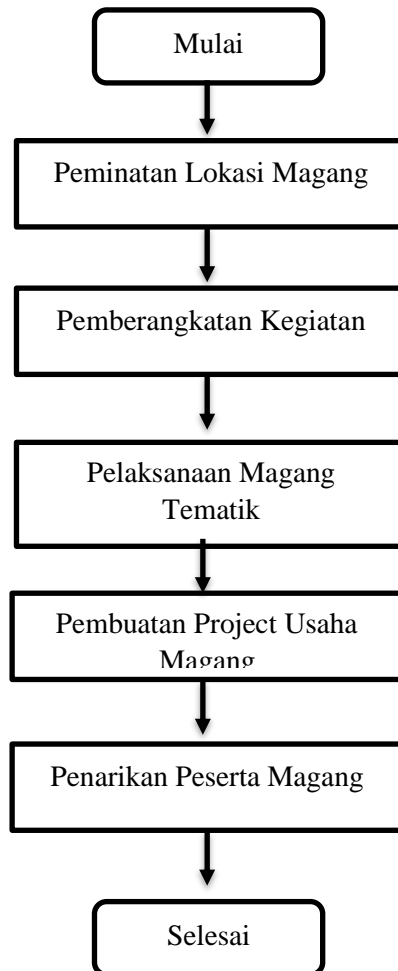 Mulai
Peminatan Lokasi Magang
Pemberangkatan Kegiatan
Pelaksanaan Magang
Tematik
Pembuatan Project Usaha
Magang
Penarikan Peserta Magang
Selesai